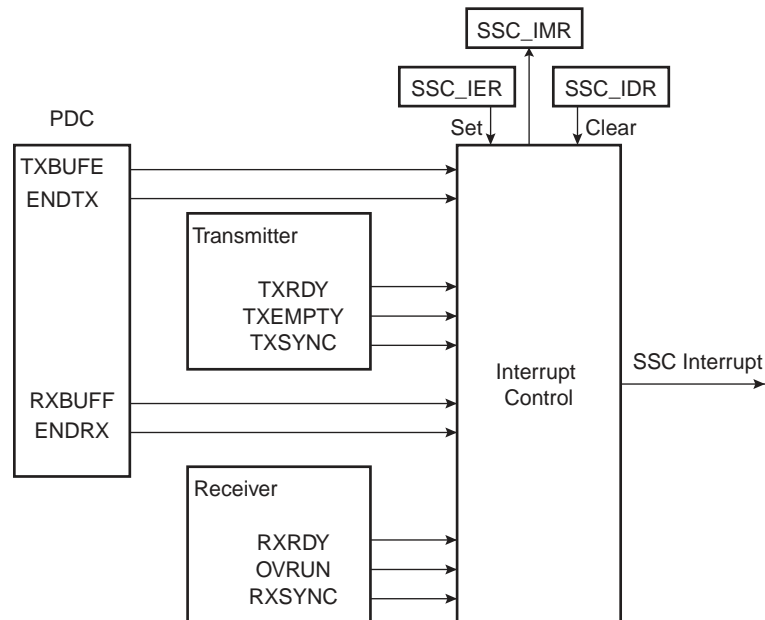 SSC_IMR
SSC_IER
SSC_IDR
PDC
Set
Clear
TXBUFE
ENDTX
Transmitter
TXRDY
TXEMPTY
TXSYNC
SSC Interrupt
Interrupt
Control
RXBUFF
ENDRX
Receiver
RXRDY
OVRUN
RXSYNC